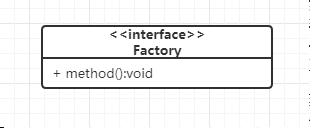 <<interface>>
Factory
+ method():void